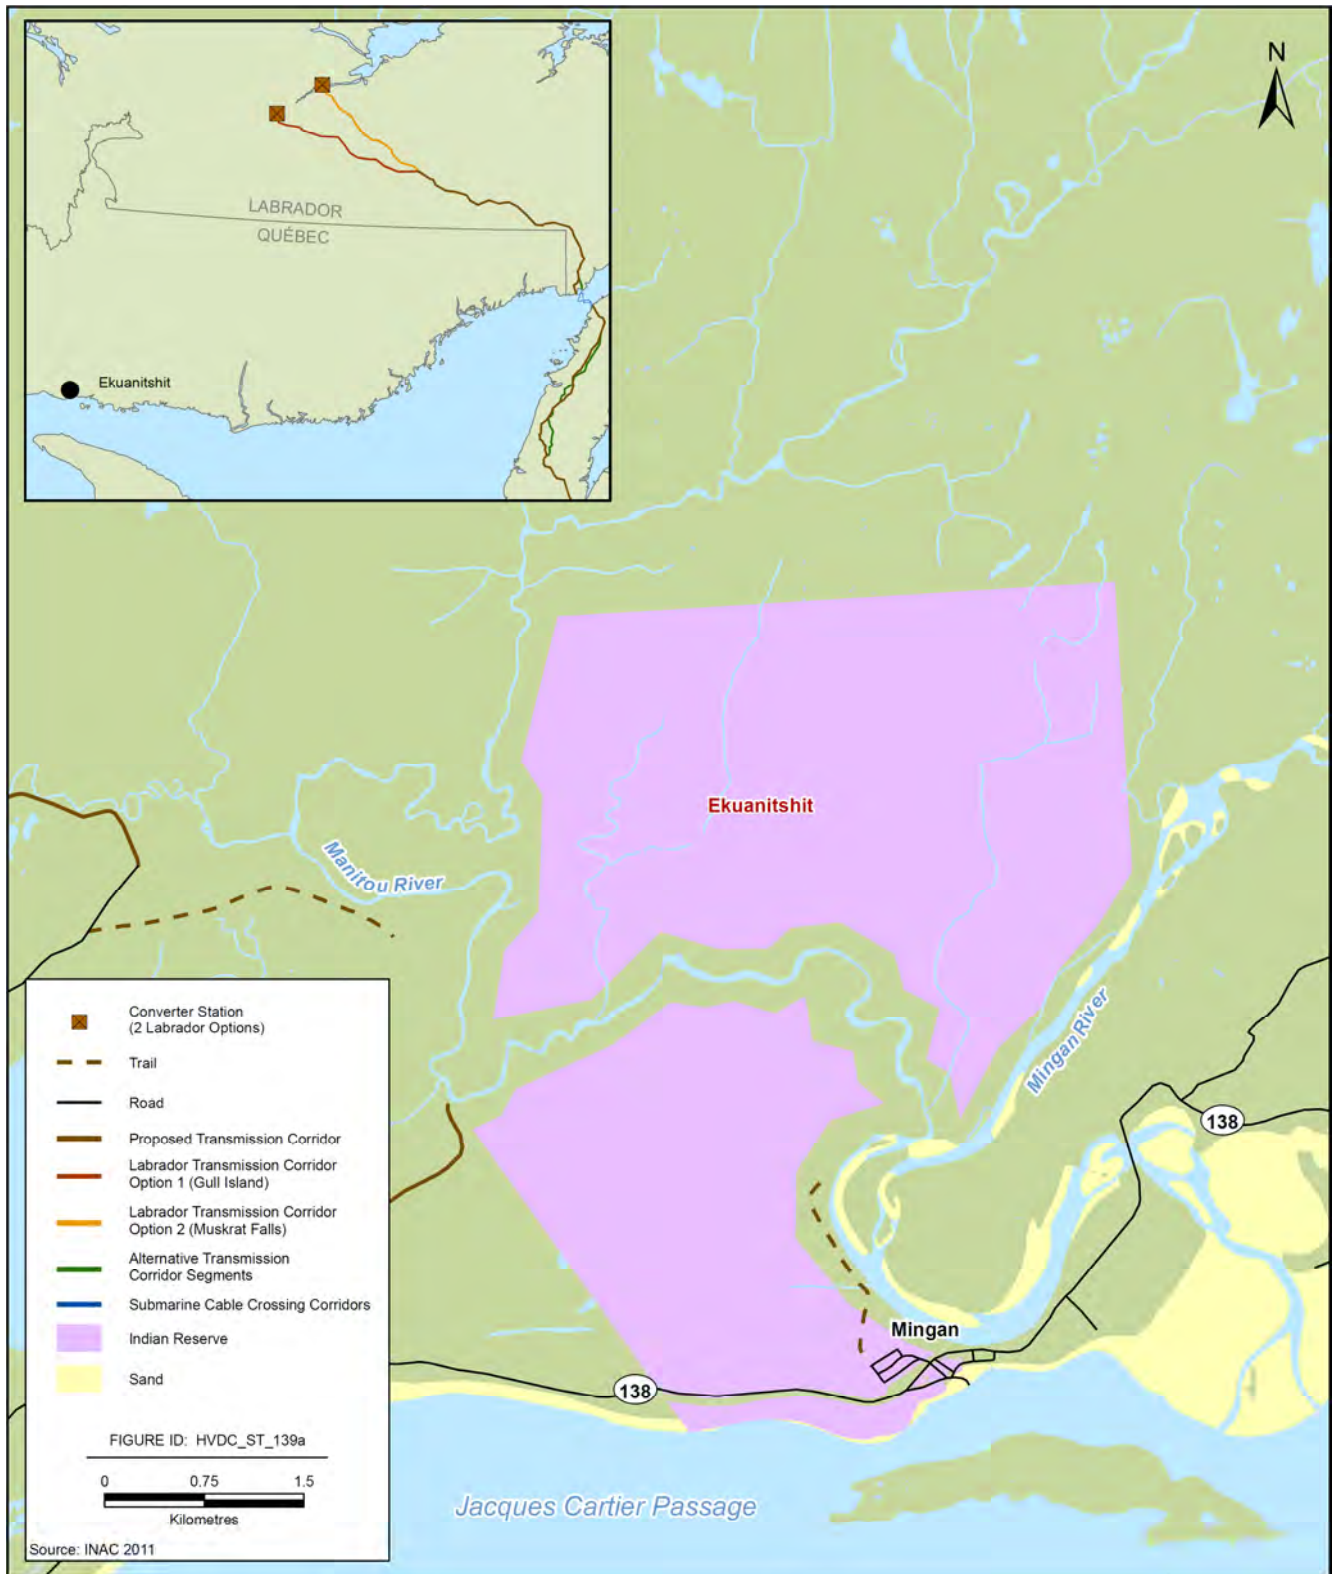 N
LABRADOR
QUÉBEC
Ekuanitshit
Ekuanitshit
Manitou River
Mingan River
138
Mingan
138
Jacques Cartier Passage
Converter Station
(2 Labrador Options)
Trail
Road
Proposed Transmission Corridor
Labrador Transmission Corridor
Option 1 (Gull Island)
Labrador Transmission Corridor
Option 2 (Muskrat Falls)
Alternative Transmission
Corridor Segments
Submarine Cable Crossing Corridors
Indian Reserve
Sand
FIGURE ID: HVDC_ST_139a
0 0.75 1.5
Kilometres
Source: INAC 2011